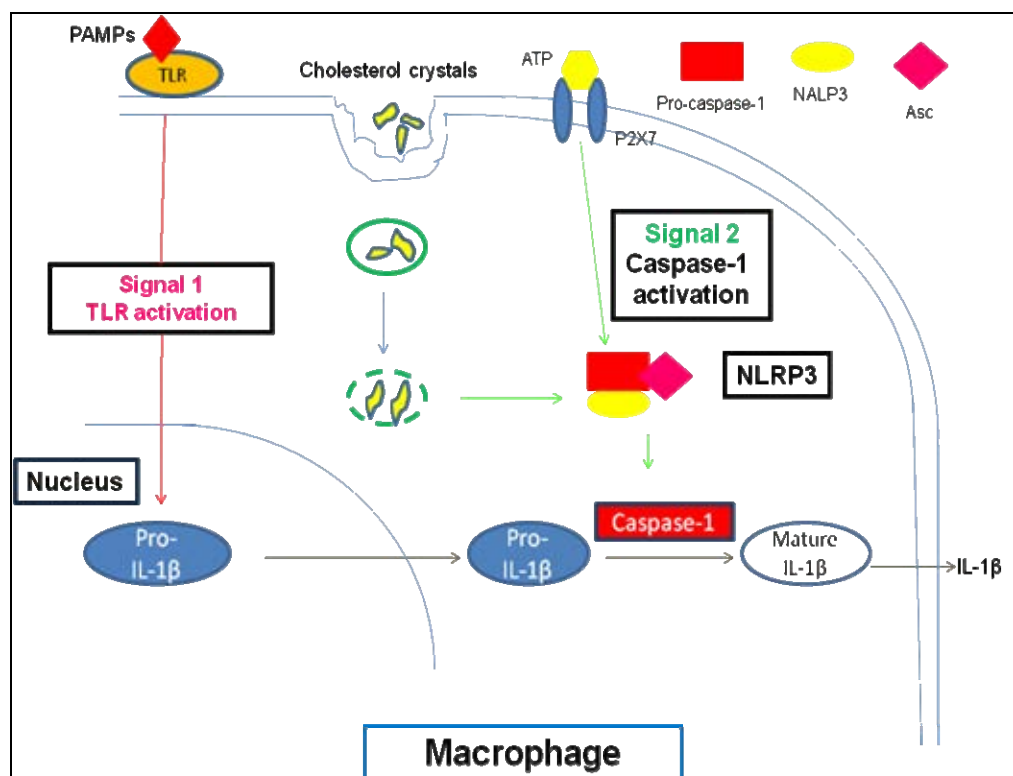 PAMPs
TLR
Cholesterol crystals
ATP
P2X7
Pro-caspase-1
NALP3
Asc
Signal 1
TLR activation
Signal 2
Caspase-1
activation
NLRP3
Nucleus
Pro-
IL-1β
Pro-
IL-1β
Caspase-1
Mature
IL-1β
IL-1β
Macrophage